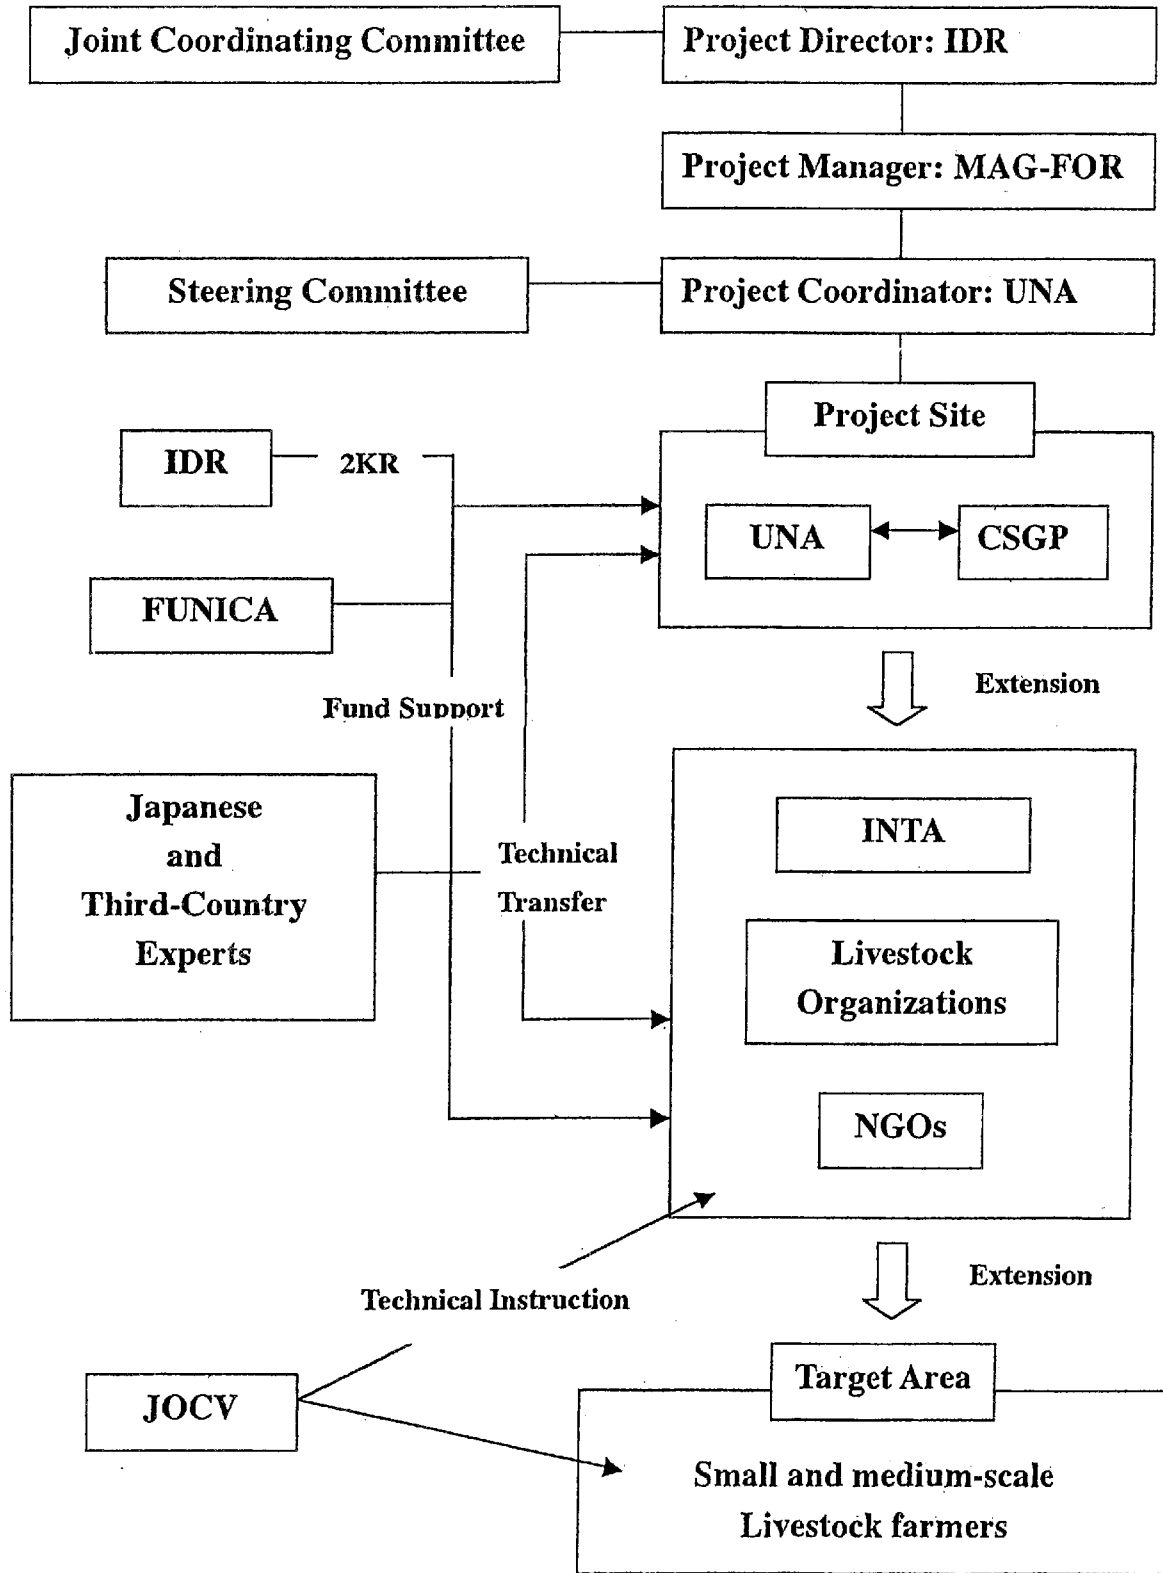 Joint Coordinating Committee
Project Director: IDR
Project Manager: MAG-FOR
Steering Committee
Project Coordinator: UNA
Project Site
IDR
2KR
UNA
CSGP
FUNICA
Extension
Fund Support
Japanese
and
Third-Country
Experts
Technical
Transfer
INTA
Livestock
Organizations
NGOs
Extension
Technical Instruction
JOCV
Target Area
Small and medium-scale
Livestock farmers